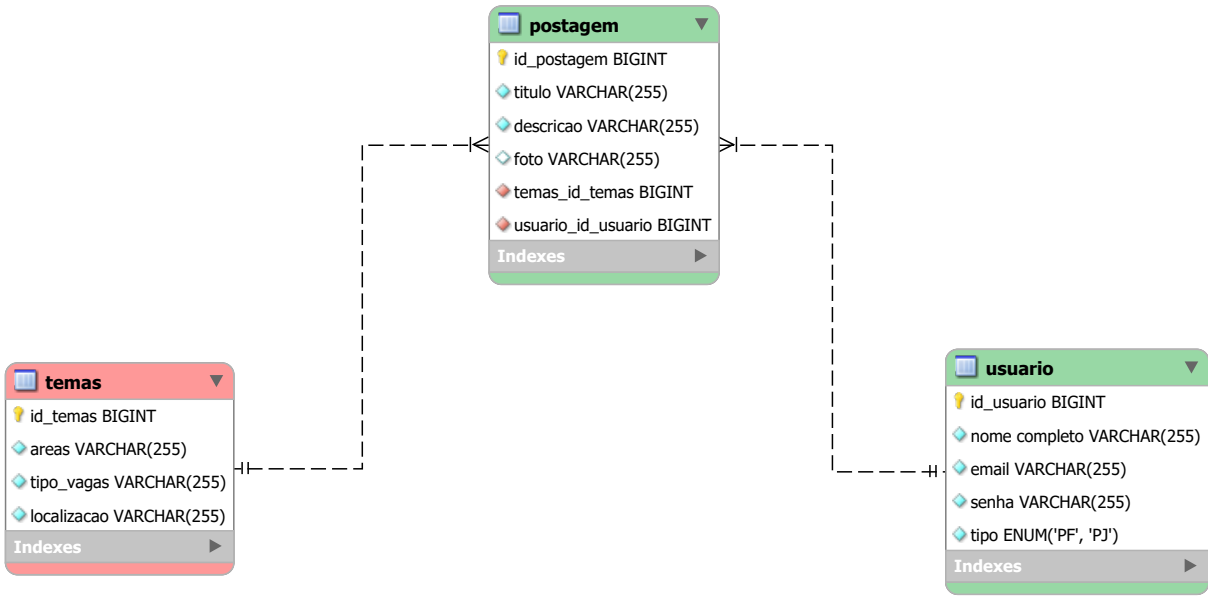 postagem
id_postagem BIGINT
titulo VARCHAR(255)
descricao VARCHAR(255)
foto VARCHAR(255)
temas_id_temas BIGINT
usuario_id_usuario BIGINT
Indexes
temas
id_temas BIGINT
areas VARCHAR(255)
tipo_vagas VARCHAR(255)
localizacao VARCHAR(255)
Indexes
usuario
id_usuario BIGINT
nome completo VARCHAR(255)
email VARCHAR(255)
senha VARCHAR(255)
tipo ENUM('PF', 'PJ')
Indexes